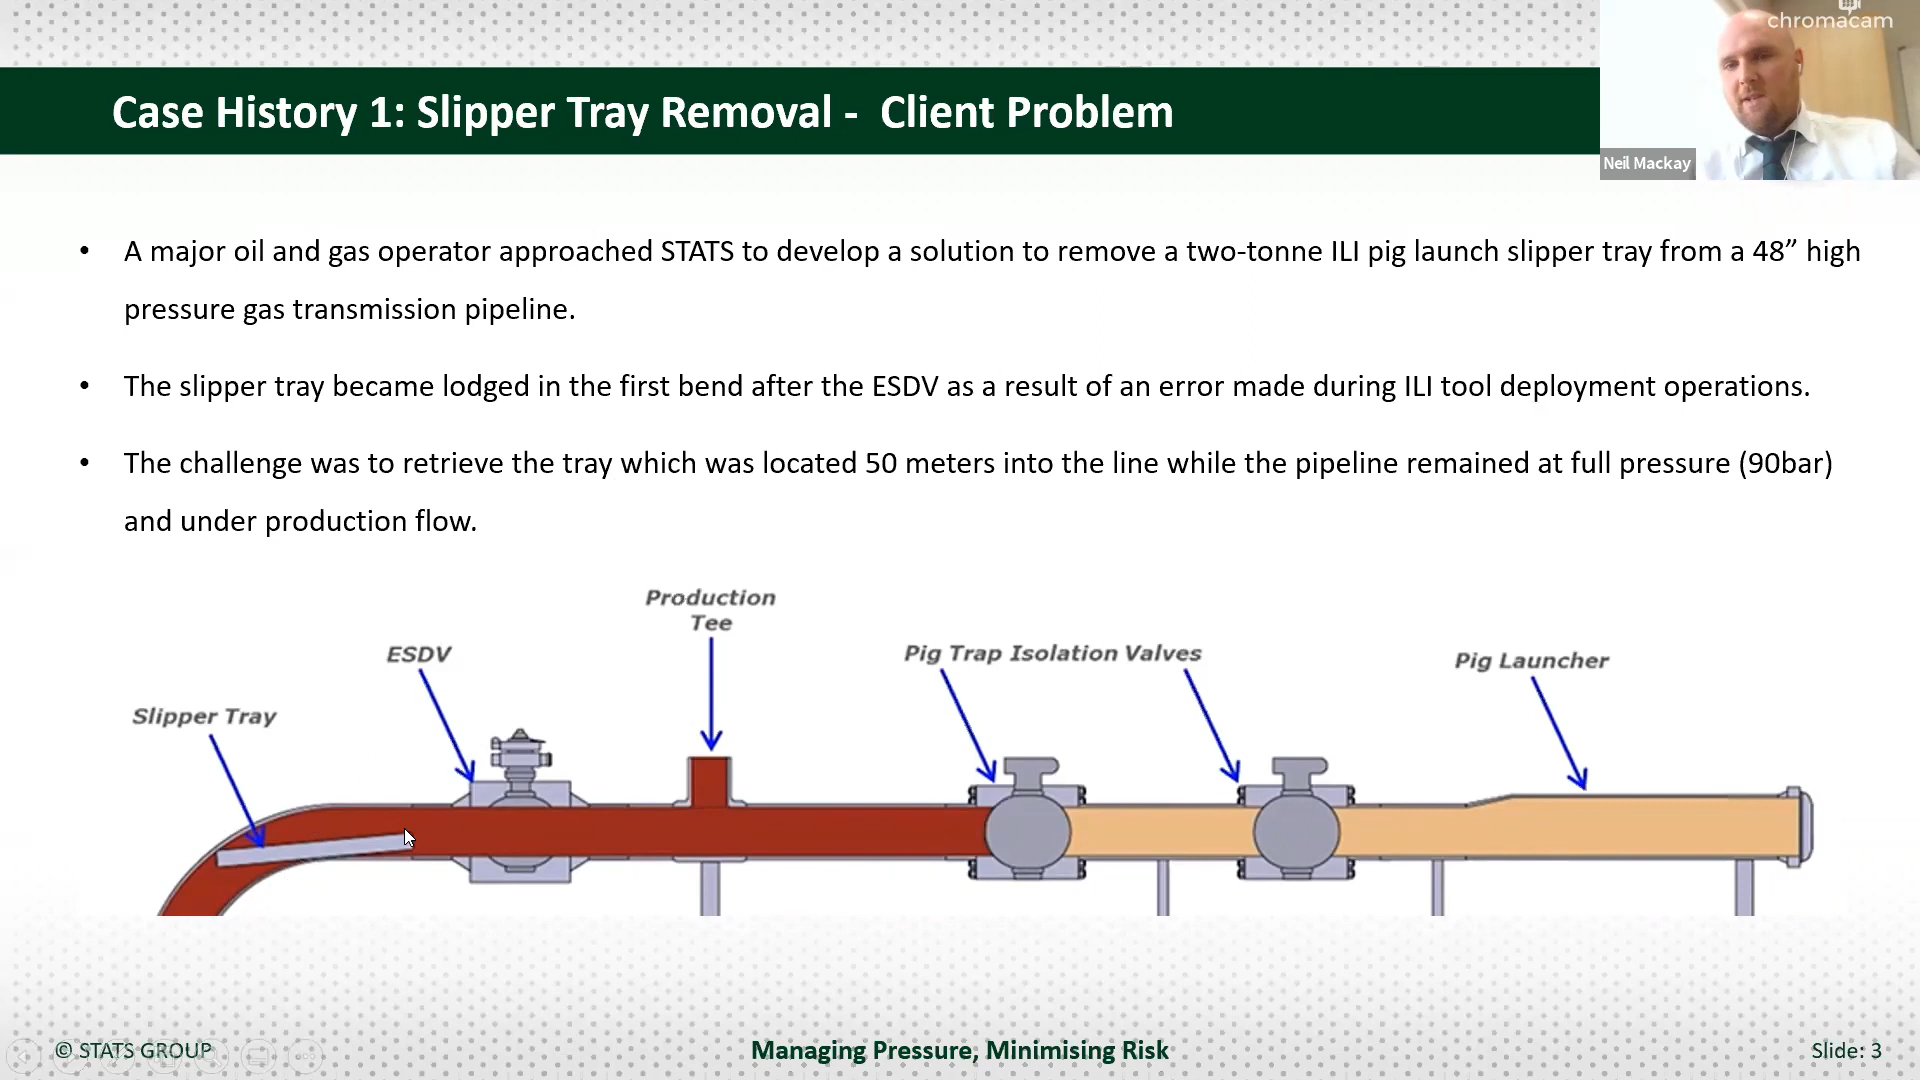 chromacam
Case History 1: Slipper Tray Removal -  Client Problem
Neil Mackay
• A major oil and gas operator approached STATS to develop a solution to remove a two-tonne ILI pig launch slipper tray from a 48” high
pressure gas transmission pipeline.
• The slipper tray became lodged in the first bend after the ESDV as a result of an error made during ILI tool deployment operations.
• The challenge was to retrieve the tray which was located 50 meters into the line while the pipeline remained at full pressure (90bar)
and under production flow.
Production
Tee
ESDV
Pig Trap Isolation Valves
Pig Launcher
Slipper Tray
© STATS GROUP
Managing Pressure, Minimising Risk
Slide: 3